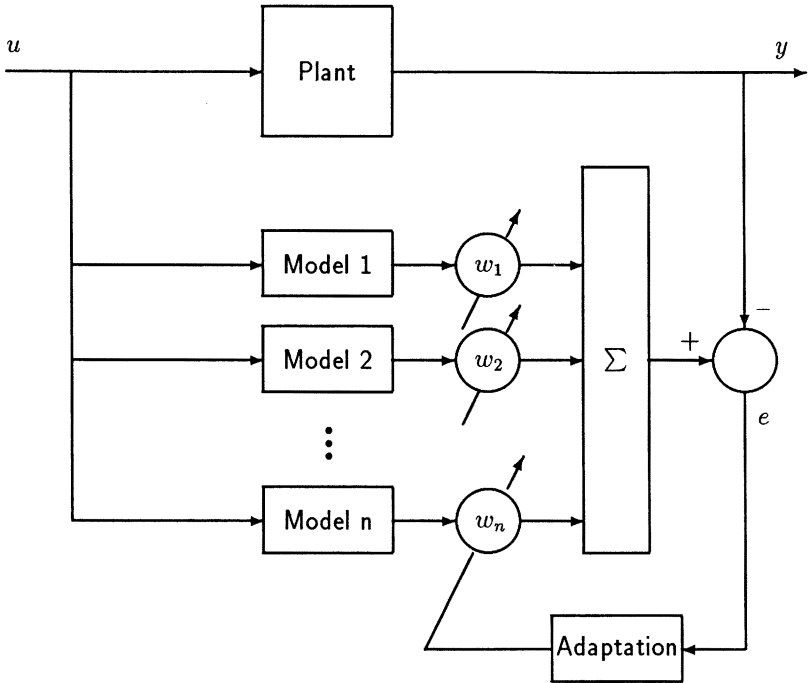 u
y
Plant
Model 1
w₁
Model 2
w₂
Σ
+
−
e
Model n
wₙ
Adaptation